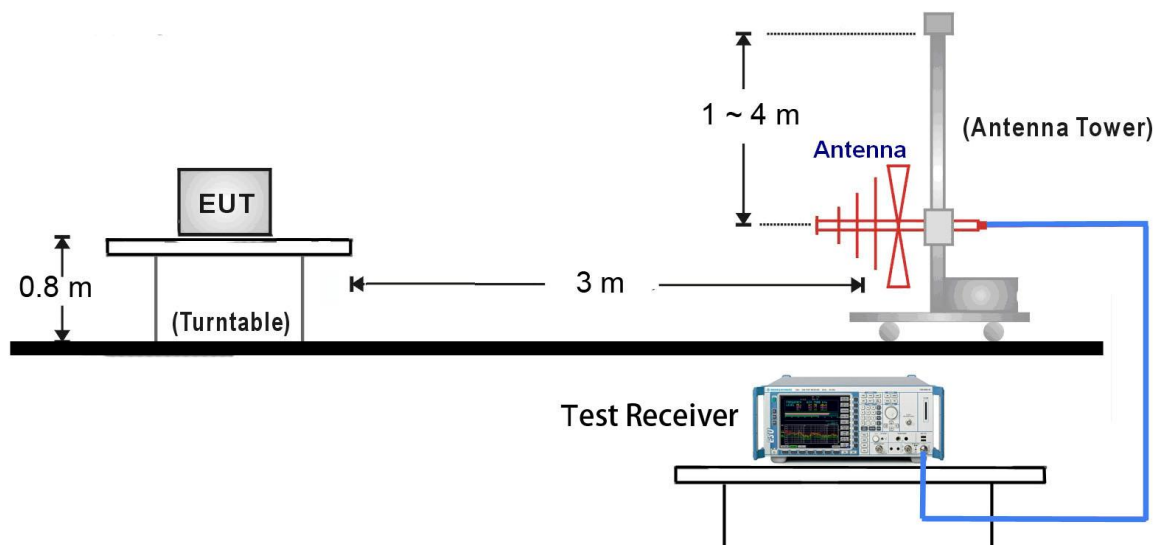 1 ~ 4 m
(Antenna Tower)
Antenna
EUT
0.8 m
3 m
(Turntable)
Test Receiver